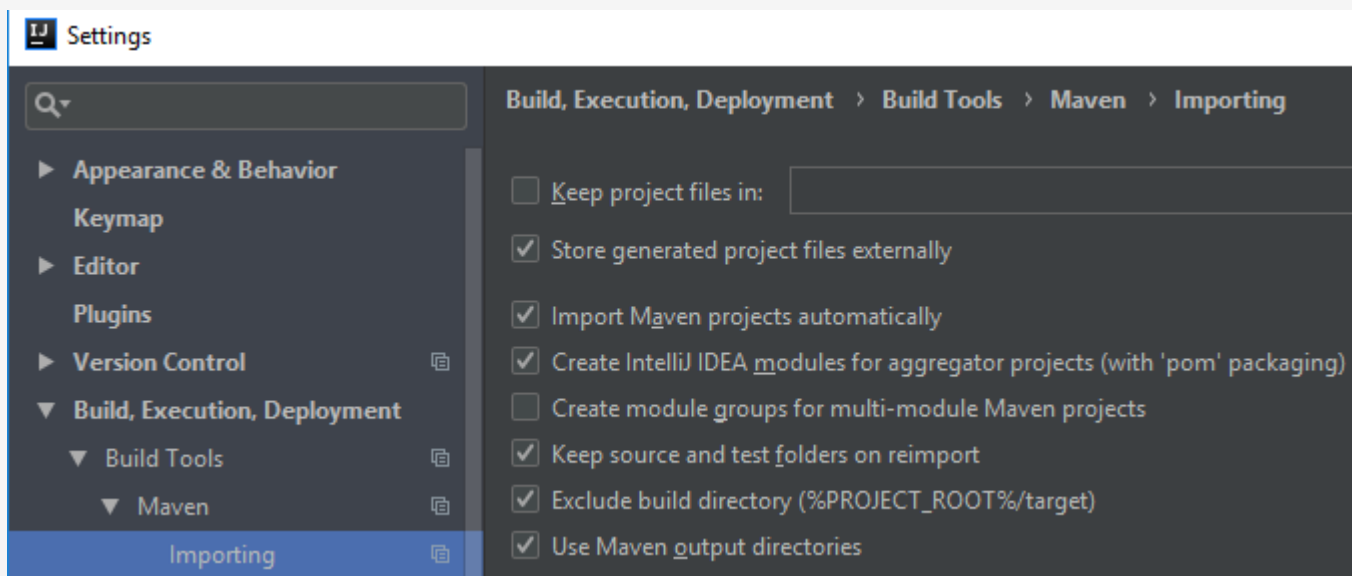 IJ Settings
Build, Execution, Deployment › Build Tools › Maven › Importing
Appearance & Behavior
Keymap
Editor
Plugins
Version Control
Build, Execution, Deployment
Build Tools
Maven
Importing
Keep project files in:
Store generated project files externally
Import Maven projects automatically
Create IntelliJ IDEA modules for aggregator projects (with 'pom' packaging)
Create module groups for multi-module Maven projects
Keep source and test folders on reimport
Exclude build directory (%PROJECT_ROOT%/target)
Use Maven output directories